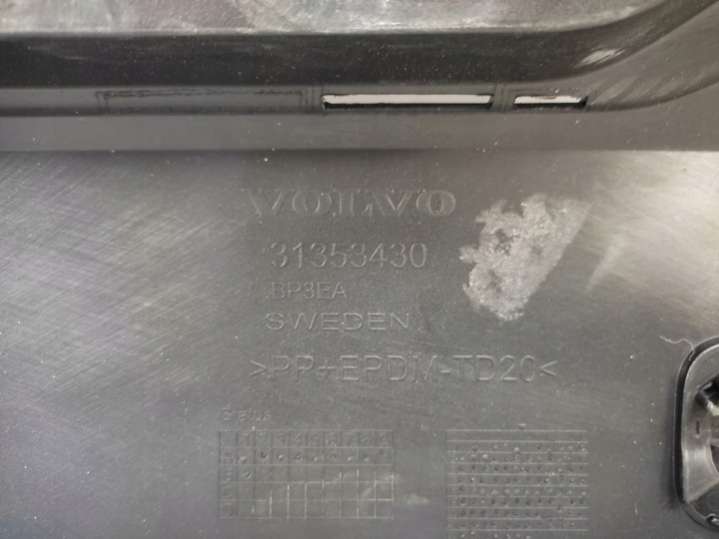 VOLVO
31353430
BP3EA
SWEDEN
>PP+EPDM-TD20<